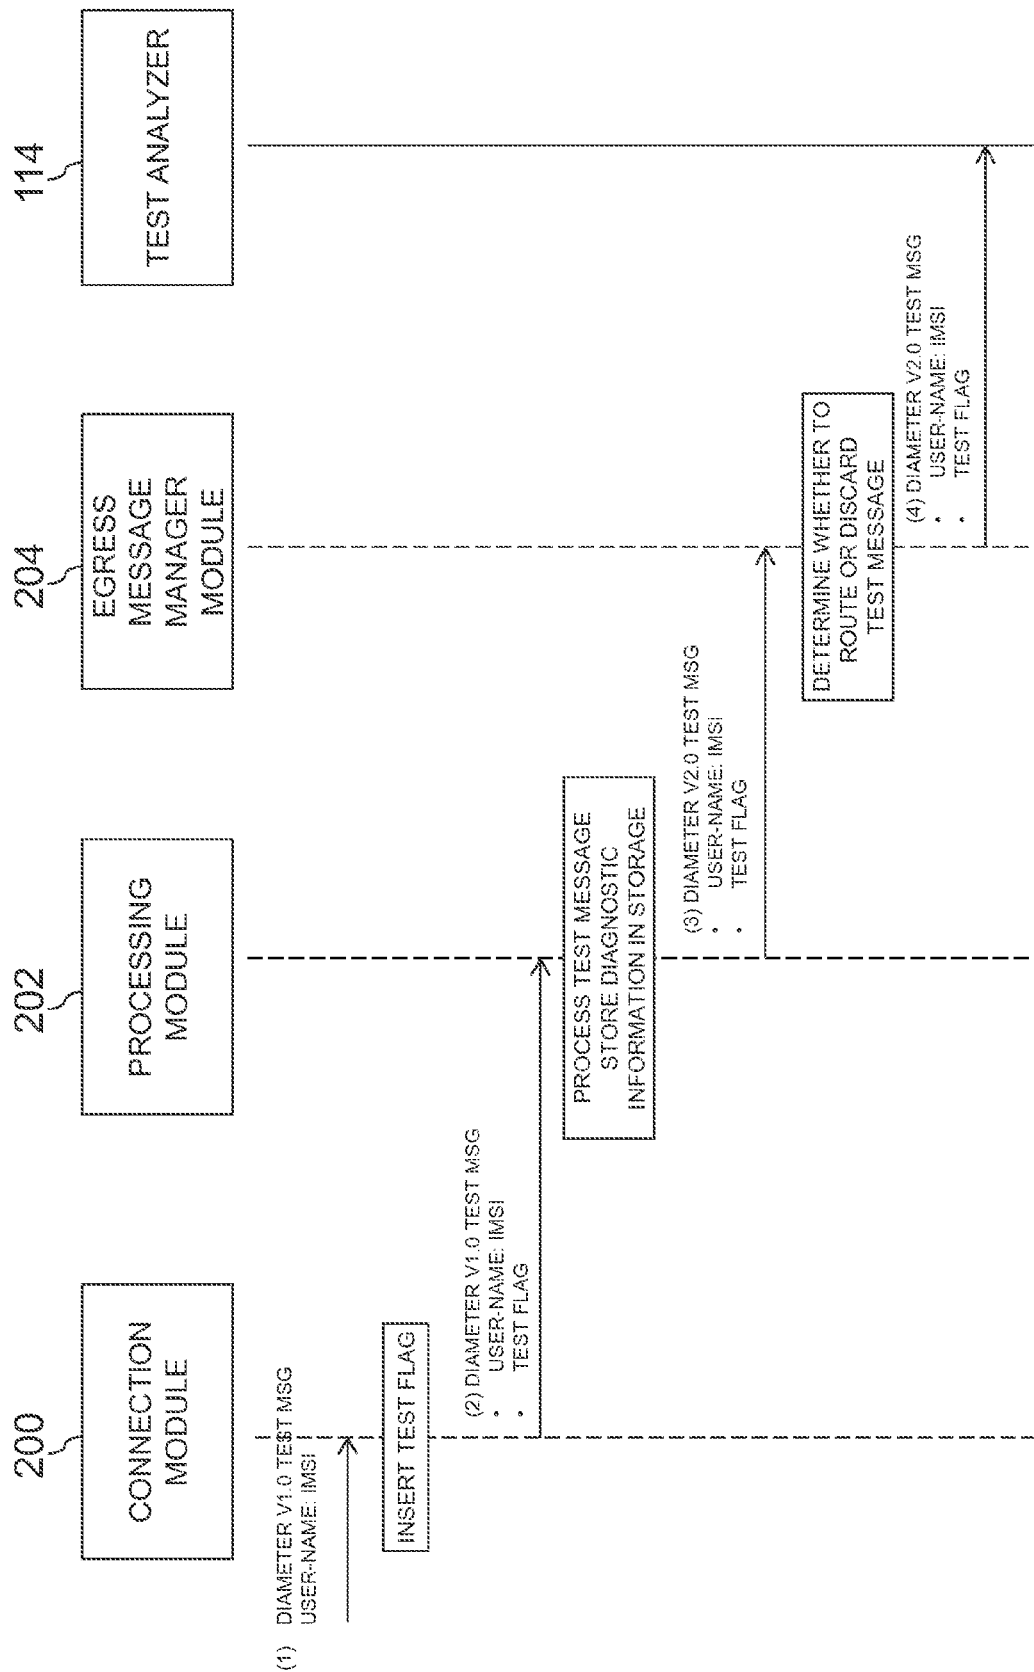 200
CONNECTION
MODULE
202
PROCESSING
MODULE
204
EGRESS
MESSAGE
MANAGER
MODULE
114
TEST ANALYZER
(1) DIAMETER V1.0 TEST MSG
USER-NAME: IMSI
INSERT TEST FLAG
(2) DIAMETER V1.0 TEST MSG
• USER-NAME: IMSI
• TEST FLAG
PROCESS TEST MESSAGE
STORE DIAGNOSTIC
INFORMATION IN STORAGE
(3) DIAMETER V2.0 TEST MSG
• USER-NAME: IMSI
• TEST FLAG
DETERMINE WHETHER TO
ROUTE OR DISCARD
TEST MESSAGE
(4) DIAMETER V2.0 TEST MSG
• USER-NAME: IMSI
• TEST FLAG